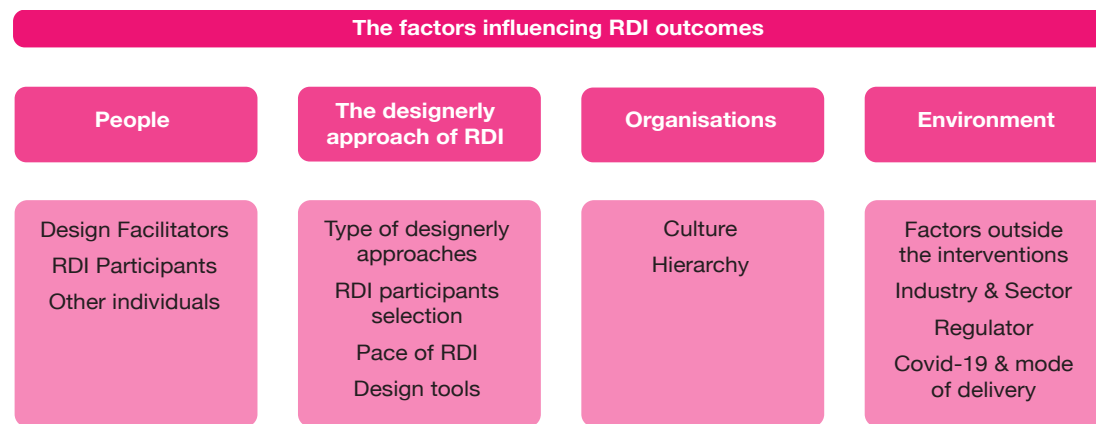 The factors influencing RDI outcomes
People
The designerly
approach of RDI
Organisations
Environment
Design Facilitators
RDI Participants
Other individuals
Type of designerly
approaches
RDI participants
selection
Pace of RDI
Design tools
Culture
Hierarchy
Factors outside
the interventions
Industry & Sector
Regulator
Covid-19 & mode
of delivery